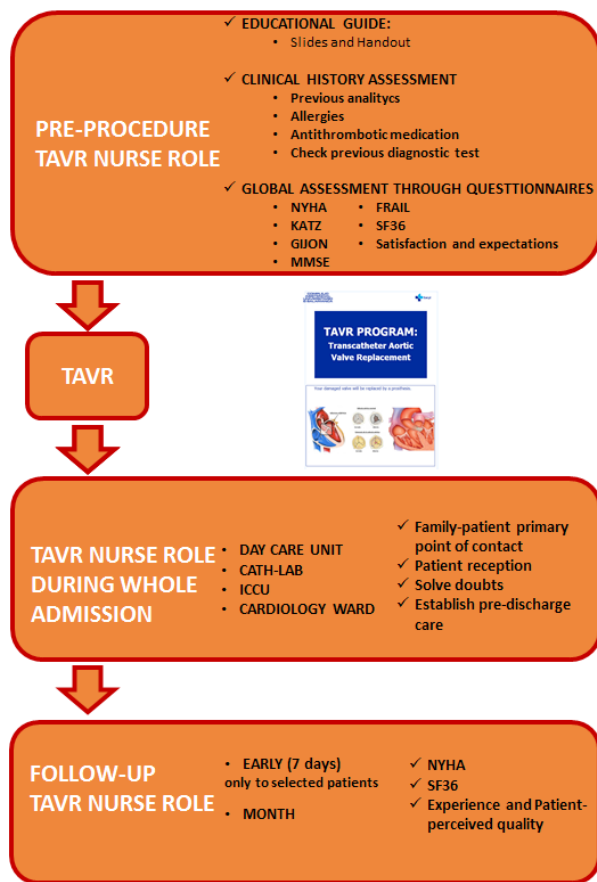 ✓ EDUCATIONAL GUIDE:
• Slides and Handout
✓ CLINICAL HISTORY ASSESSMENT
• Previous analitycs
• Allergies
• Antithrombotic medication
• Check previous diagnostic test
PRE-PROCEDURE
TAVR NURSE ROLE
✓ GLOBAL ASSESSMENT THROUGH QUESTTIONNAIRES
• NYHA
• KATZ
• GIJON
• MMSE
• FRAIL
• SF36
• Satisfaction and expectations
TAVR
TAVR PROGRAM:
Transcatheter Aortic
Valve Replacement
Your damaged valve will be replaced by a prosthesis.
TAVR NURSE ROLE
DURING WHOLE
ADMISSION
• DAY CARE UNIT
• CATH-LAB
• ICCU
• CARDIOLOGY WARD
✓ Family-patient primary
point of contact
✓ Patient reception
✓ Solve doubts
✓ Establish pre-discharge
care
FOLLOW-UP
TAVR NURSE ROLE
• EARLY (7 days)
only to selected patients
• MONTH
✓ NYHA
✓ SF36
✓ Experience and Patient-
perceived quality